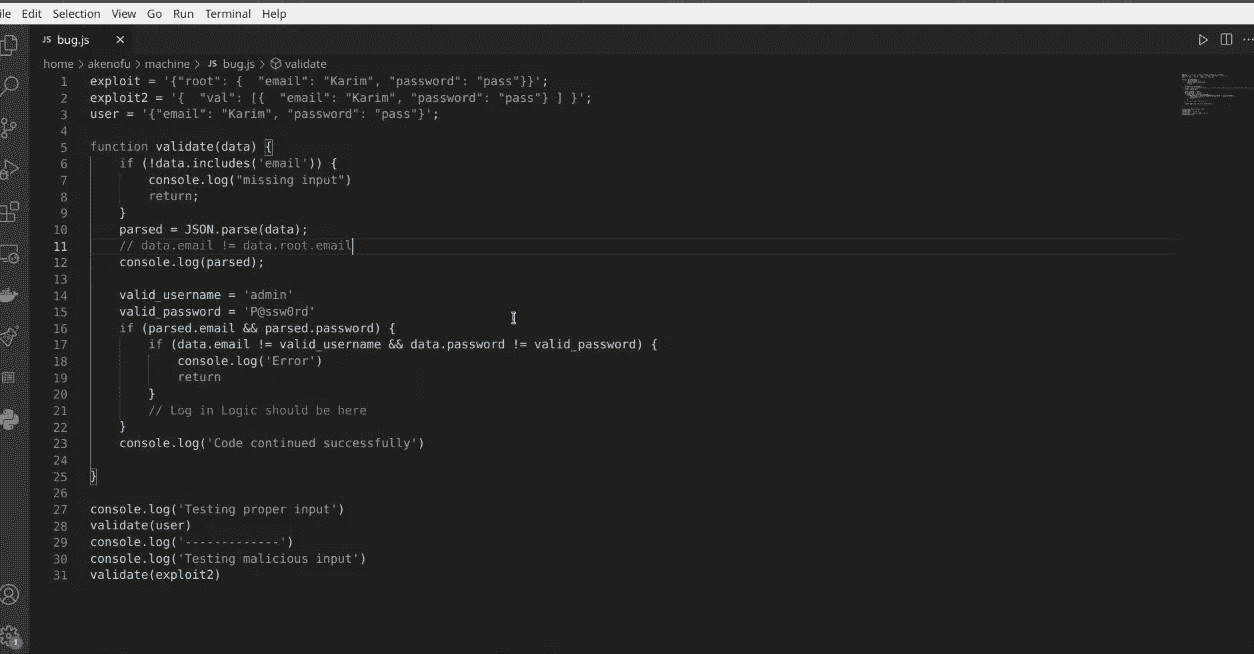 ile Edit Selection View Go Run Terminal Help
JS bug.js ×
home > akenofu > machine > JS bug.js > validate
1 exploit = '{"root": {  "email": "Karim", "password": "pass"}}';
2 exploit2 = '{  "val": [{  "email": "Karim", "password": "pass"} ] }';
3 user = '{"email": "Karim", "password": "pass"}';
4
5 function validate(data) {
6     if (!data.includes('email')) {
7         console.log("missing input")
8         return;
9     }
10     parsed = JSON.parse(data);
11     // data.email != data.root.email
12     console.log(parsed);
13
14     valid_username = 'admin'
15     valid_password = 'P@ssw0rd'
16     if (parsed.email && parsed.password) {
17         if (data.email != valid_username && data.password != valid_password) {
18             console.log('Error')
19             return
20         }
21         // Log in Logic should be here
22     }
23     console.log('Code continued successfully')
24
25 }
26
27 console.log('Testing proper input')
28 validate(user)
29 console.log('-------------')
30 console.log('Testing malicious input')
31 validate(exploit2)
1